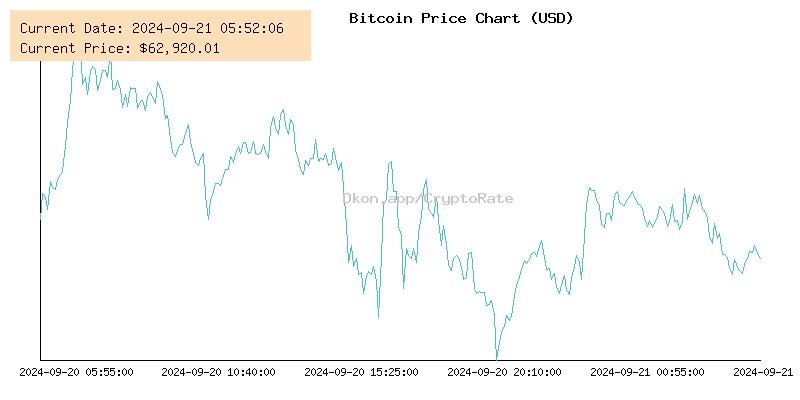 Bitcoin Price Chart (USD)
Current Date: 2024-09-21 05:52:06
Current Price: $62,920.01
Okon.app/CryptoRate
2024-09-20 05:55:00 2024-09-20 10:40:00 2024-09-20 15:25:00 2024-09-20 20:10:00 2024-09-21 00:55:00 2024-09-21